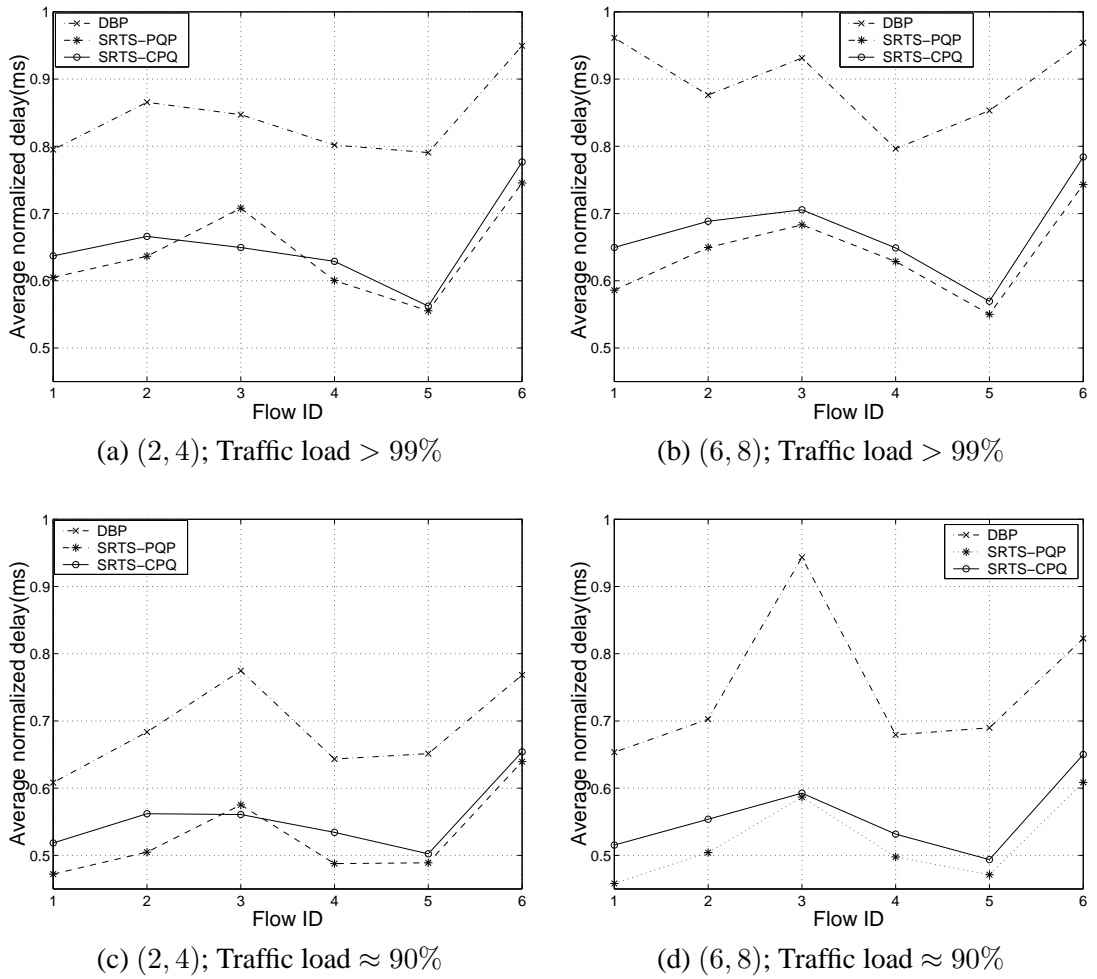 1
0.9
0.8
0.7
0.6
0.5
Average normalized delay(ms)
DBP
SRTS-PQP
SRTS-CPQ
1 2 3 4 5 6
Flow ID
(a) (2, 4); Traffic load > 99%
1
0.9
0.8
0.7
0.6
0.5
Average normalized delay(ms)
DBP
SRTS-PQP
SRTS-CPQ
1 2 3 4 5 6
Flow ID
(b) (6, 8); Traffic load > 99%
1
0.9
0.8
0.7
0.6
0.5
Average normalized delay(ms)
DBP
SRTS-PQP
SRTS-CPQ
1 2 3 4 5 6
Flow ID
(c) (2, 4); Traffic load ≈ 90%
1
0.9
0.8
0.7
0.6
0.5
Average normalized delay(ms)
DBP
SRTS-PQP
SRTS-CPQ
1 2 3 4 5 6
Flow ID
(d) (6, 8); Traffic load ≈ 90%